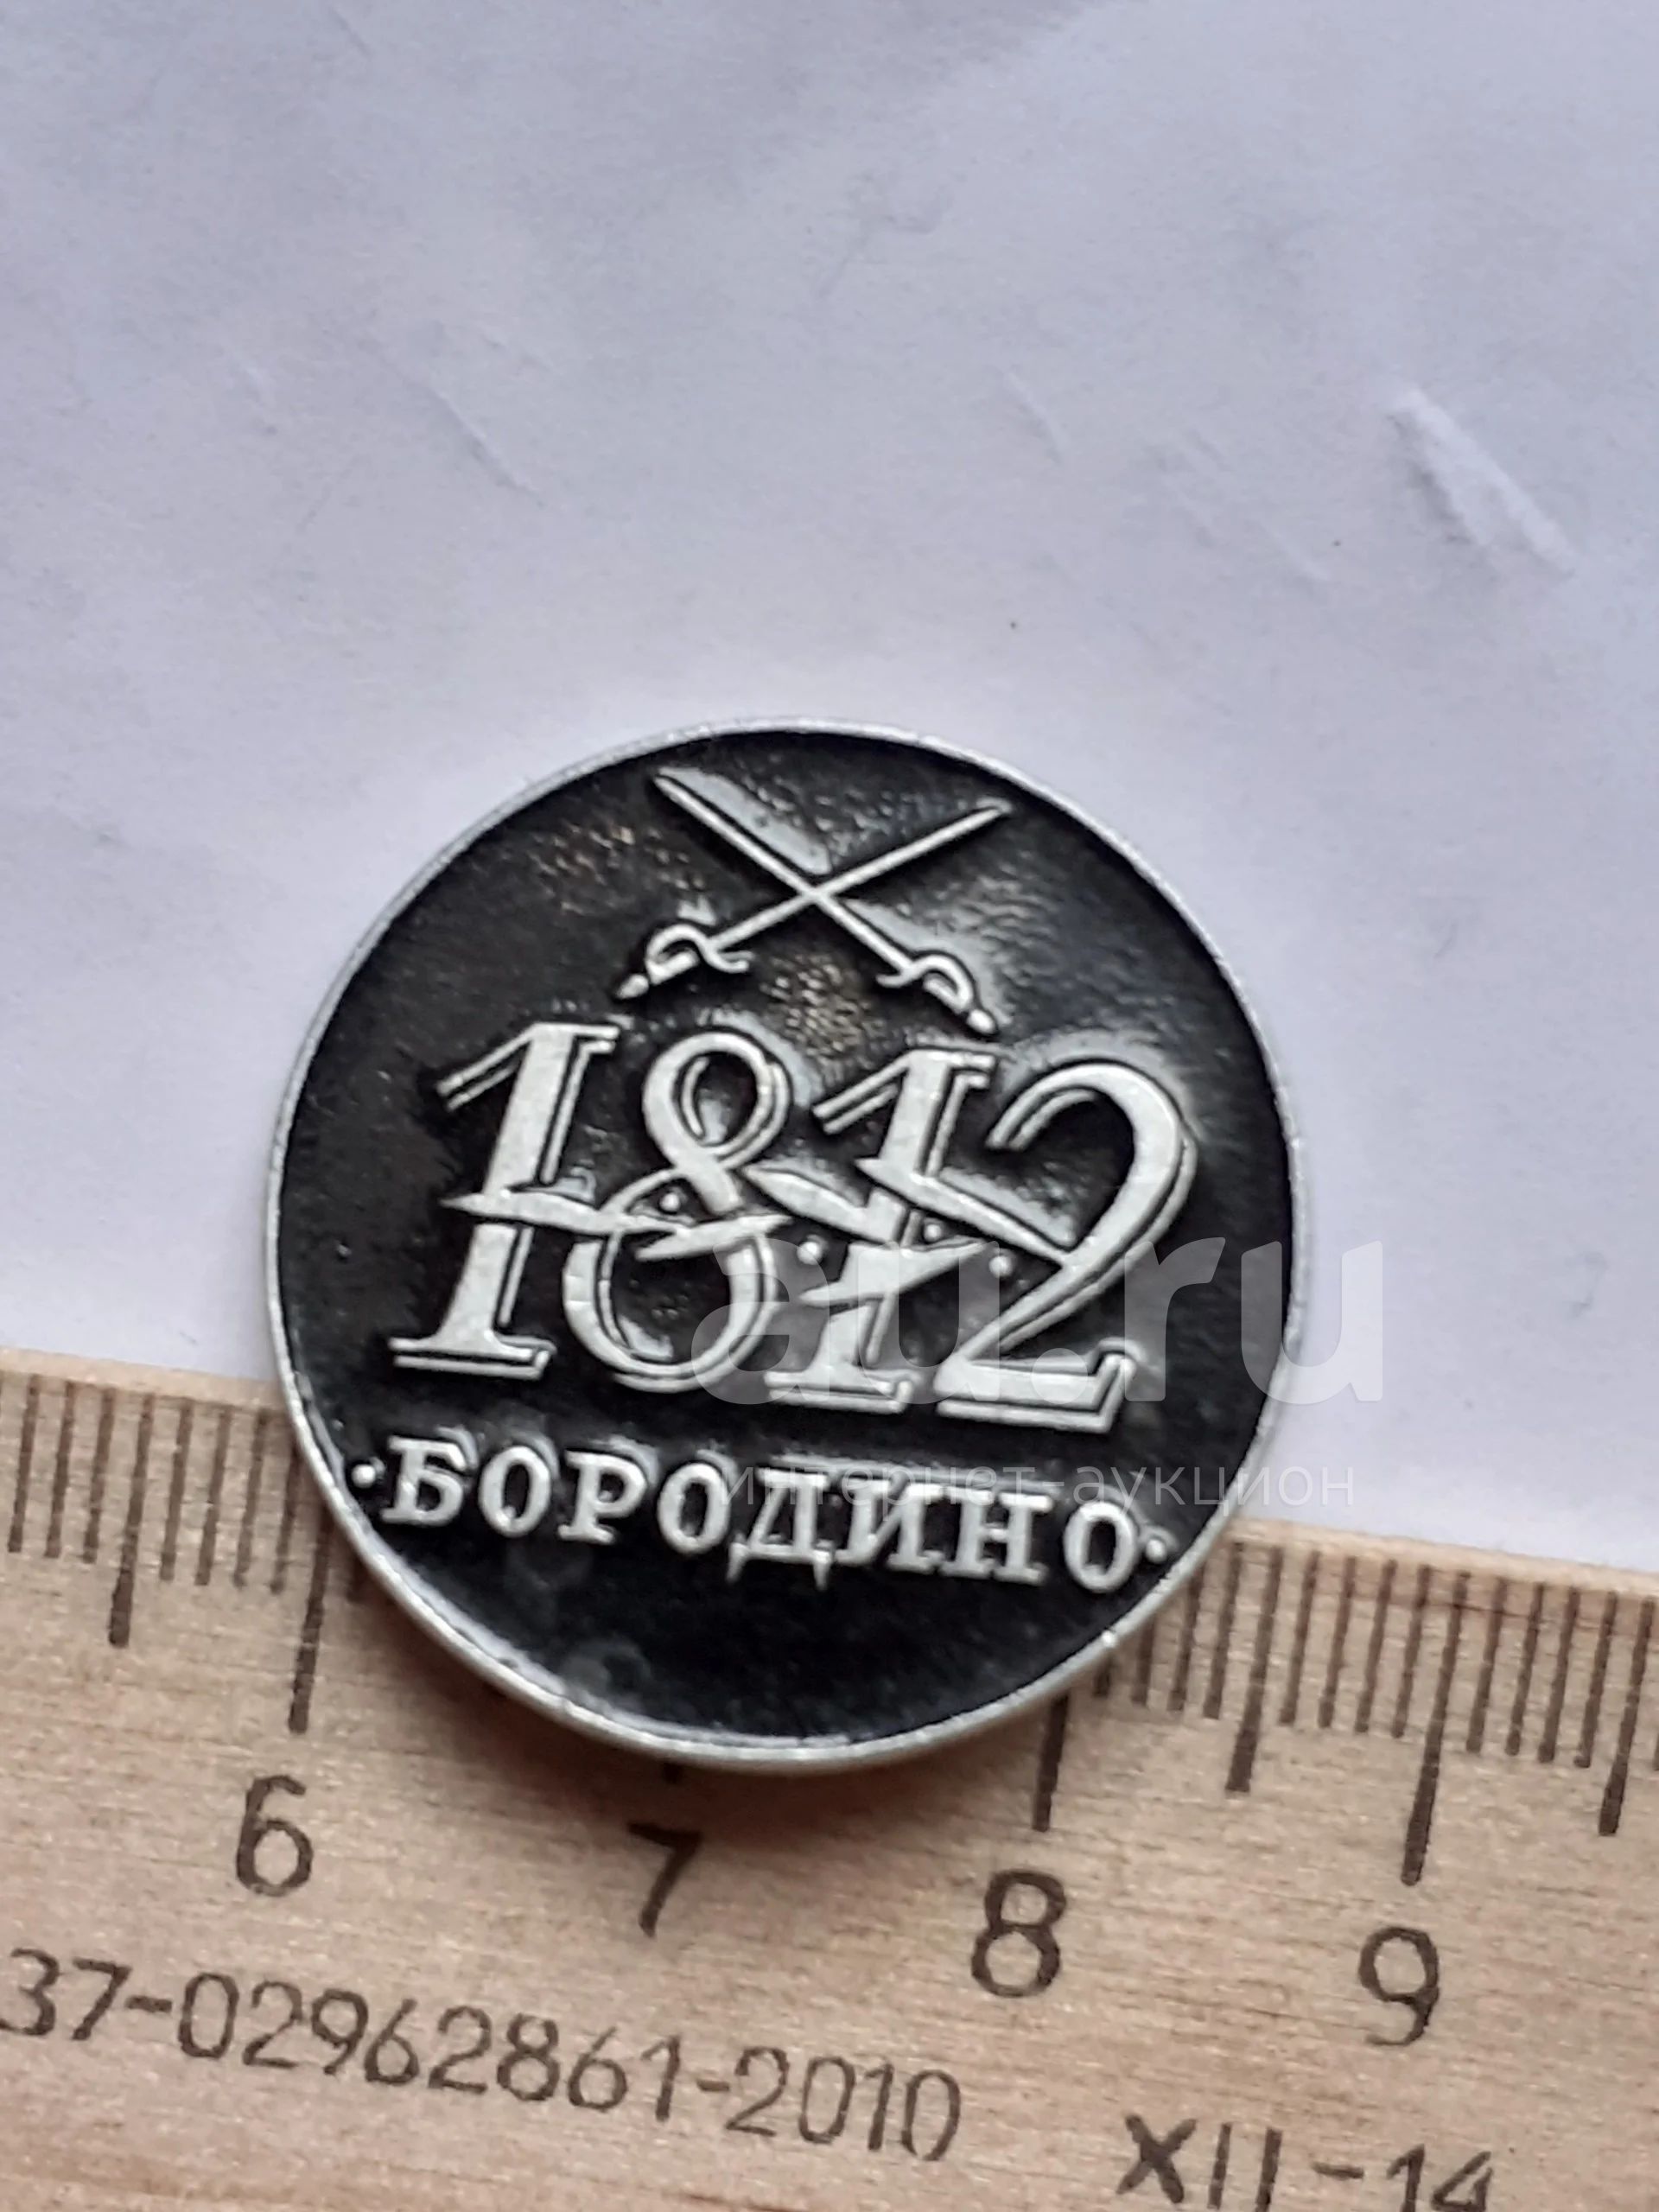 1812
·БОРОДИНО·
au.ru
интернет-аукцион
6 7 8 9
37-02962861-2010
XII-14